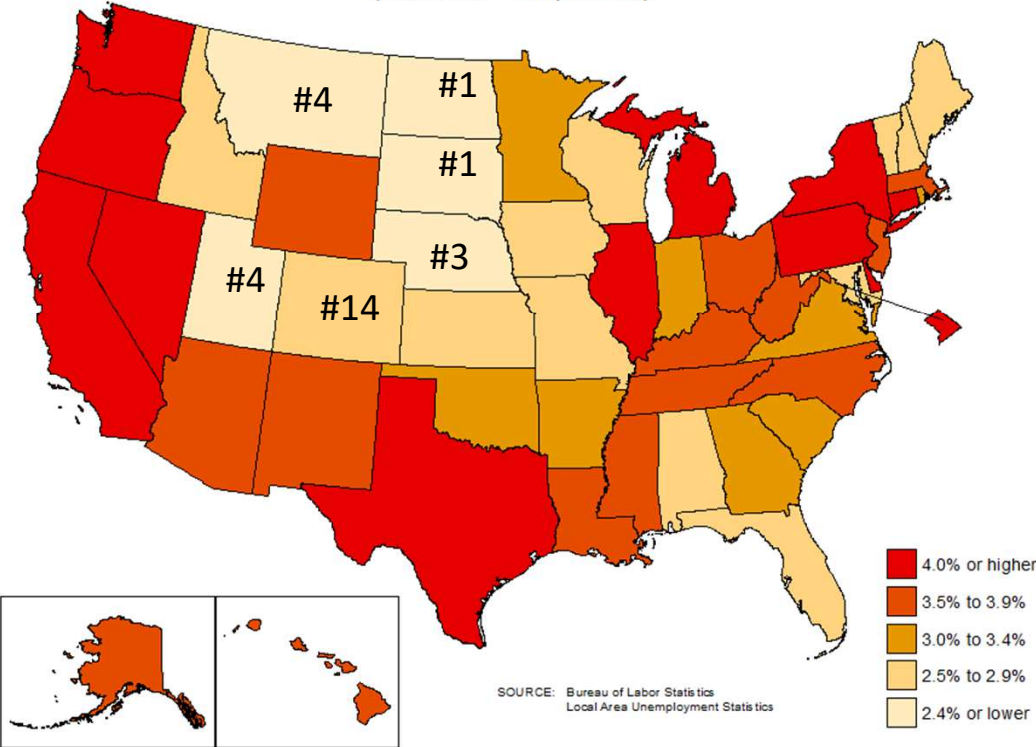 #4
#1
#1
#3
#4
#14
4.0% or higher
3.5% to 3.9%
3.0% to 3.4%
2.5% to 2.9%
2.4% or lower
SOURCE: Bureau of Labor Statistics
Local Area Unemployment Statistics